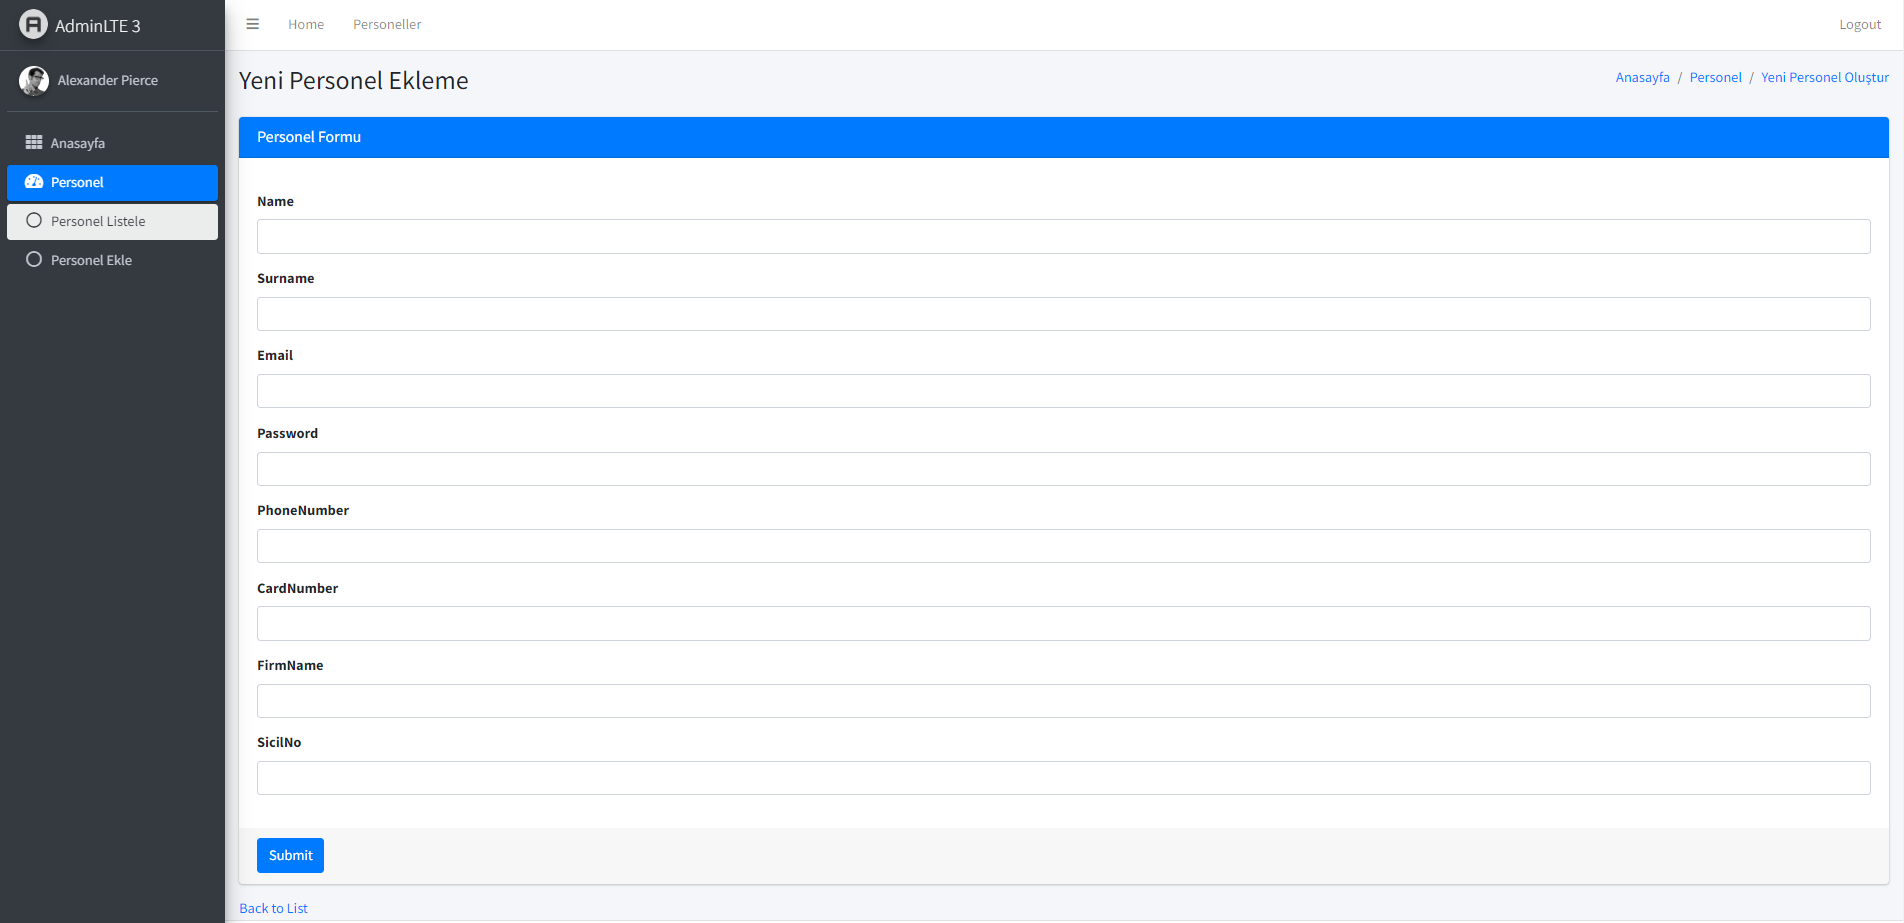 AdminLTE 3
Alexander Pierce
Anasayfa
Personel
Personel Listele
Personel Ekle
Home Personeller Logout
Yeni Personel Ekleme
Anasayfa / Personel / Yeni Personel Oluştur
Personel Formu
Name
Surname
Email
Password
PhoneNumber
CardNumber
FirmName
SicilNo
Submit
Back to List